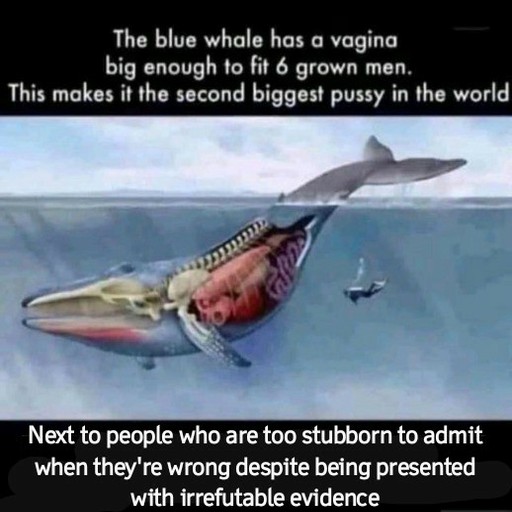 The blue whale has a vagina
big enough to fit 6 grown men.
This makes it the second biggest pussy in the world
Next to people who are too stubborn to admit
when they're wrong despite being presented
with irrefutable evidence